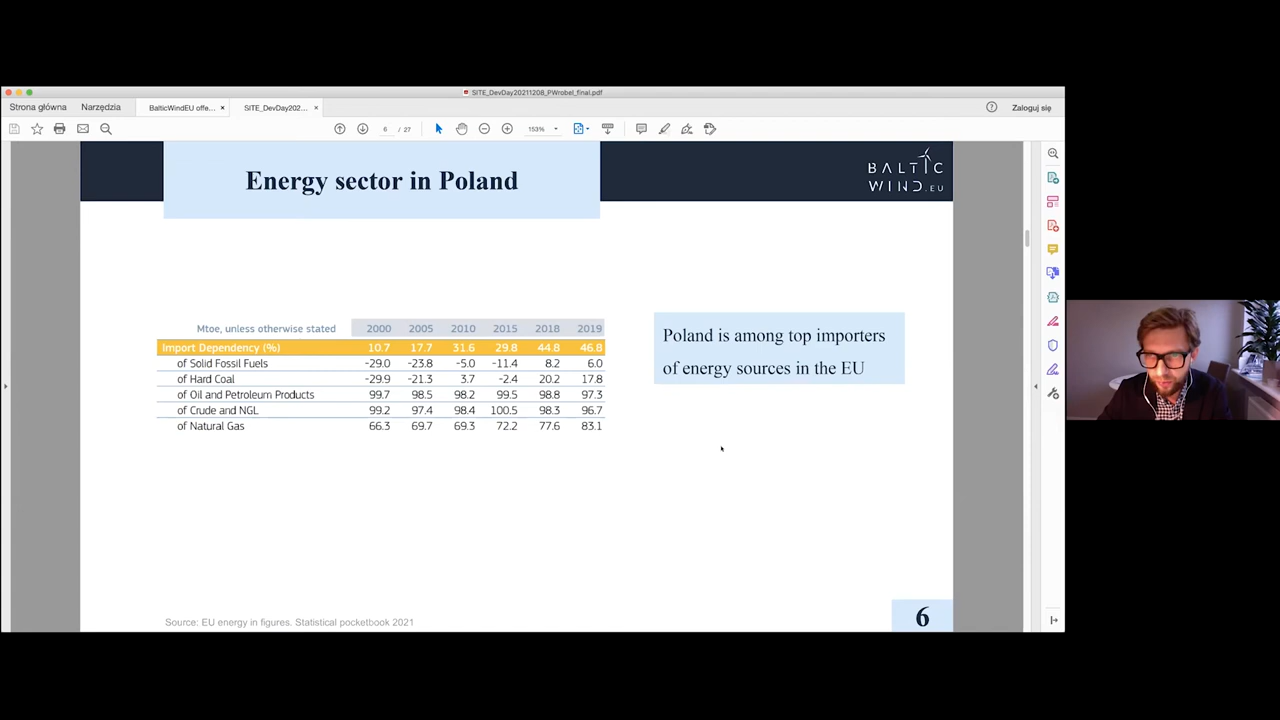 SITE_DevDay20211208_PWrobel_final.pdf
Strona główna Narzędzia BalticWindEU offe... × SITE_DevDay202... × Zaloguj się
6 / 27 153%
Energy sector in Poland
BALTIC
WIND.EU
Mtoe, unless otherwise stated 2000 2005 2010 2015 2018 2019
Import Dependency (%) 10.7 17.7 31.6 29.8 44.8 46.8
of Solid Fossil Fuels -29.0 -23.8 -5.0 -11.4 8.2 6.0
of Hard Coal -29.9 -21.3 3.7 -2.4 20.2 17.8
of Oil and Petroleum Products 99.7 98.5 98.2 99.5 98.8 97.3
of Crude and NGL 99.2 97.4 98.4 100.5 98.3 96.7
of Natural Gas 66.3 69.7 69.3 72.2 77.6 83.1
Poland is among top importers
of energy sources in the EU
Source: EU energy in figures. Statistical pocketbook 2021
6